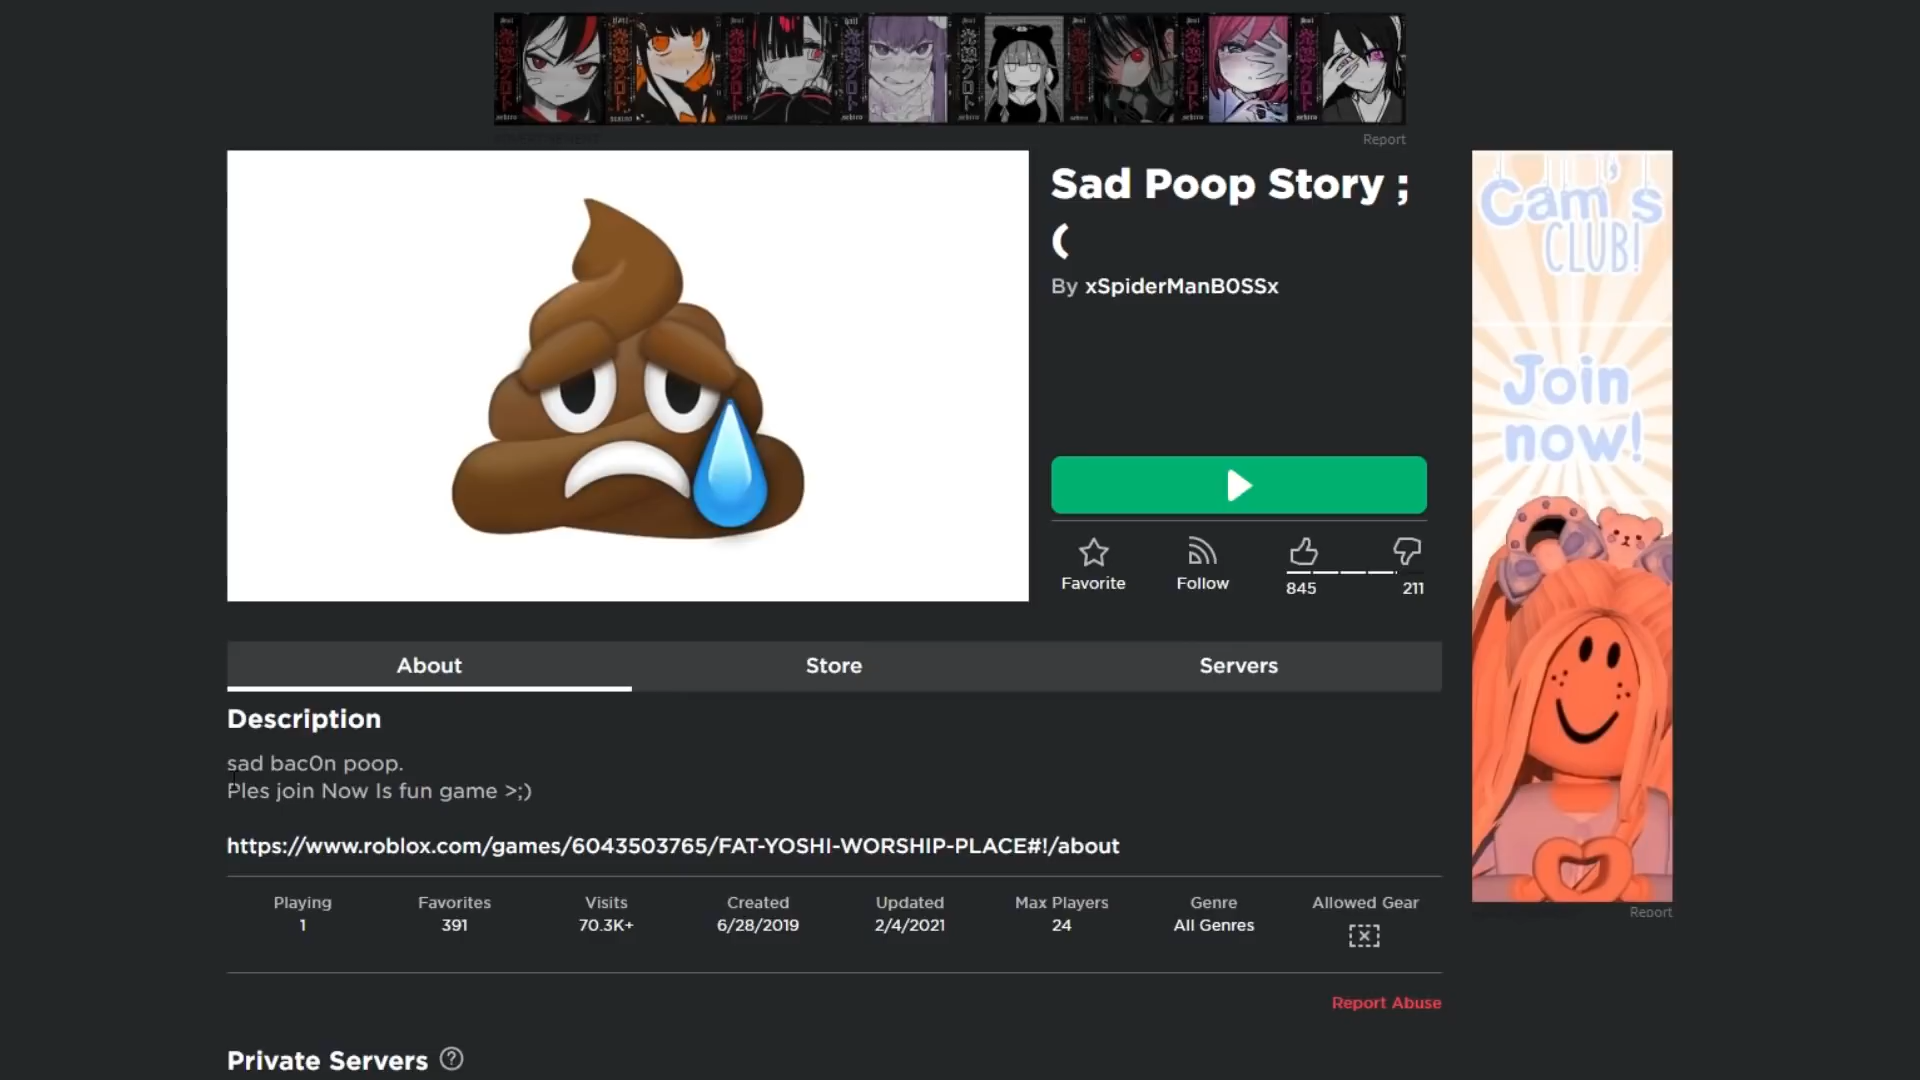 Report
Sad Poop Story ;
(
By xSpiderManB0SSx
Cam's
CLUB!
Join
now!
Favorite
Follow
845
211
About
Store
Servers
Description
sad bac0n poop.
Ples join Now Is fun game >;)
https://www.roblox.com/games/6043503765/FAT-YOSHI-WORSHIP-PLACE#!/about
Playing
Favorites
Visits
Created
Updated
Max Players
Genre
Allowed Gear
1
391
70.3K+
6/28/2019
2/4/2021
24
All Genres
Report
Report Abuse
Private Servers ?